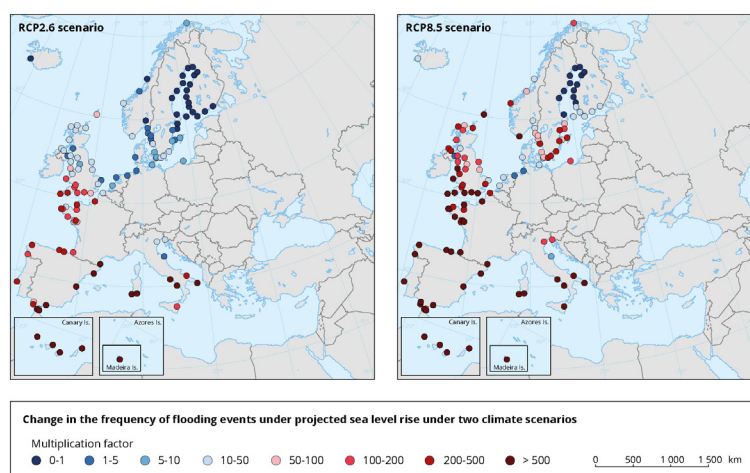 RCP2.6 scenario
RCP8.5 scenario
Canary Is.
Azores Is.
Madeira Is.
Canary Is.
Azores Is.
Madeira Is.
Change in the frequency of flooding events under projected sea level rise under two climate scenarios
Multiplication factor
0-1 1-5 5-10 10-50 50-100 100-200 200-500 > 500
0 500 1 000 1 500 km